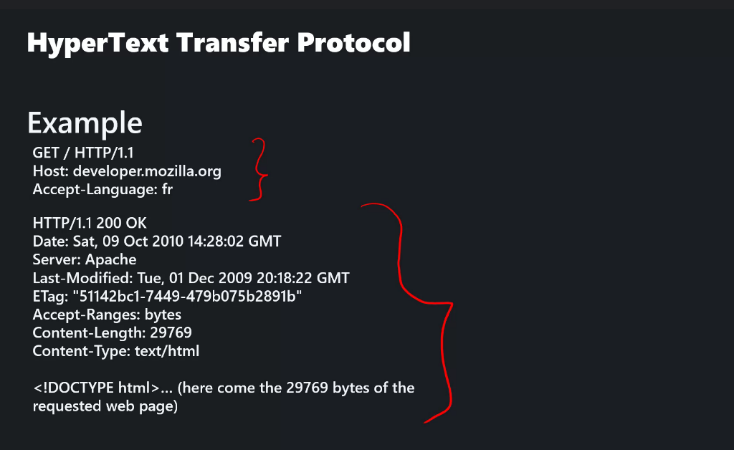 HyperText Transfer Protocol
Example
GET / HTTP/1.1
Host: developer.mozilla.org
Accept-Language: fr
HTTP/1.1 200 OK
Date: Sat, 09 Oct 2010 14:28:02 GMT
Server: Apache
Last-Modified: Tue, 01 Dec 2009 20:18:22 GMT
ETag: "51142bc1-7449-479b075b2891b"
Accept-Ranges: bytes
Content-Length: 29769
Content-Type: text/html
<!DOCTYPE html>... (here come the 29769 bytes of the
requested web page)